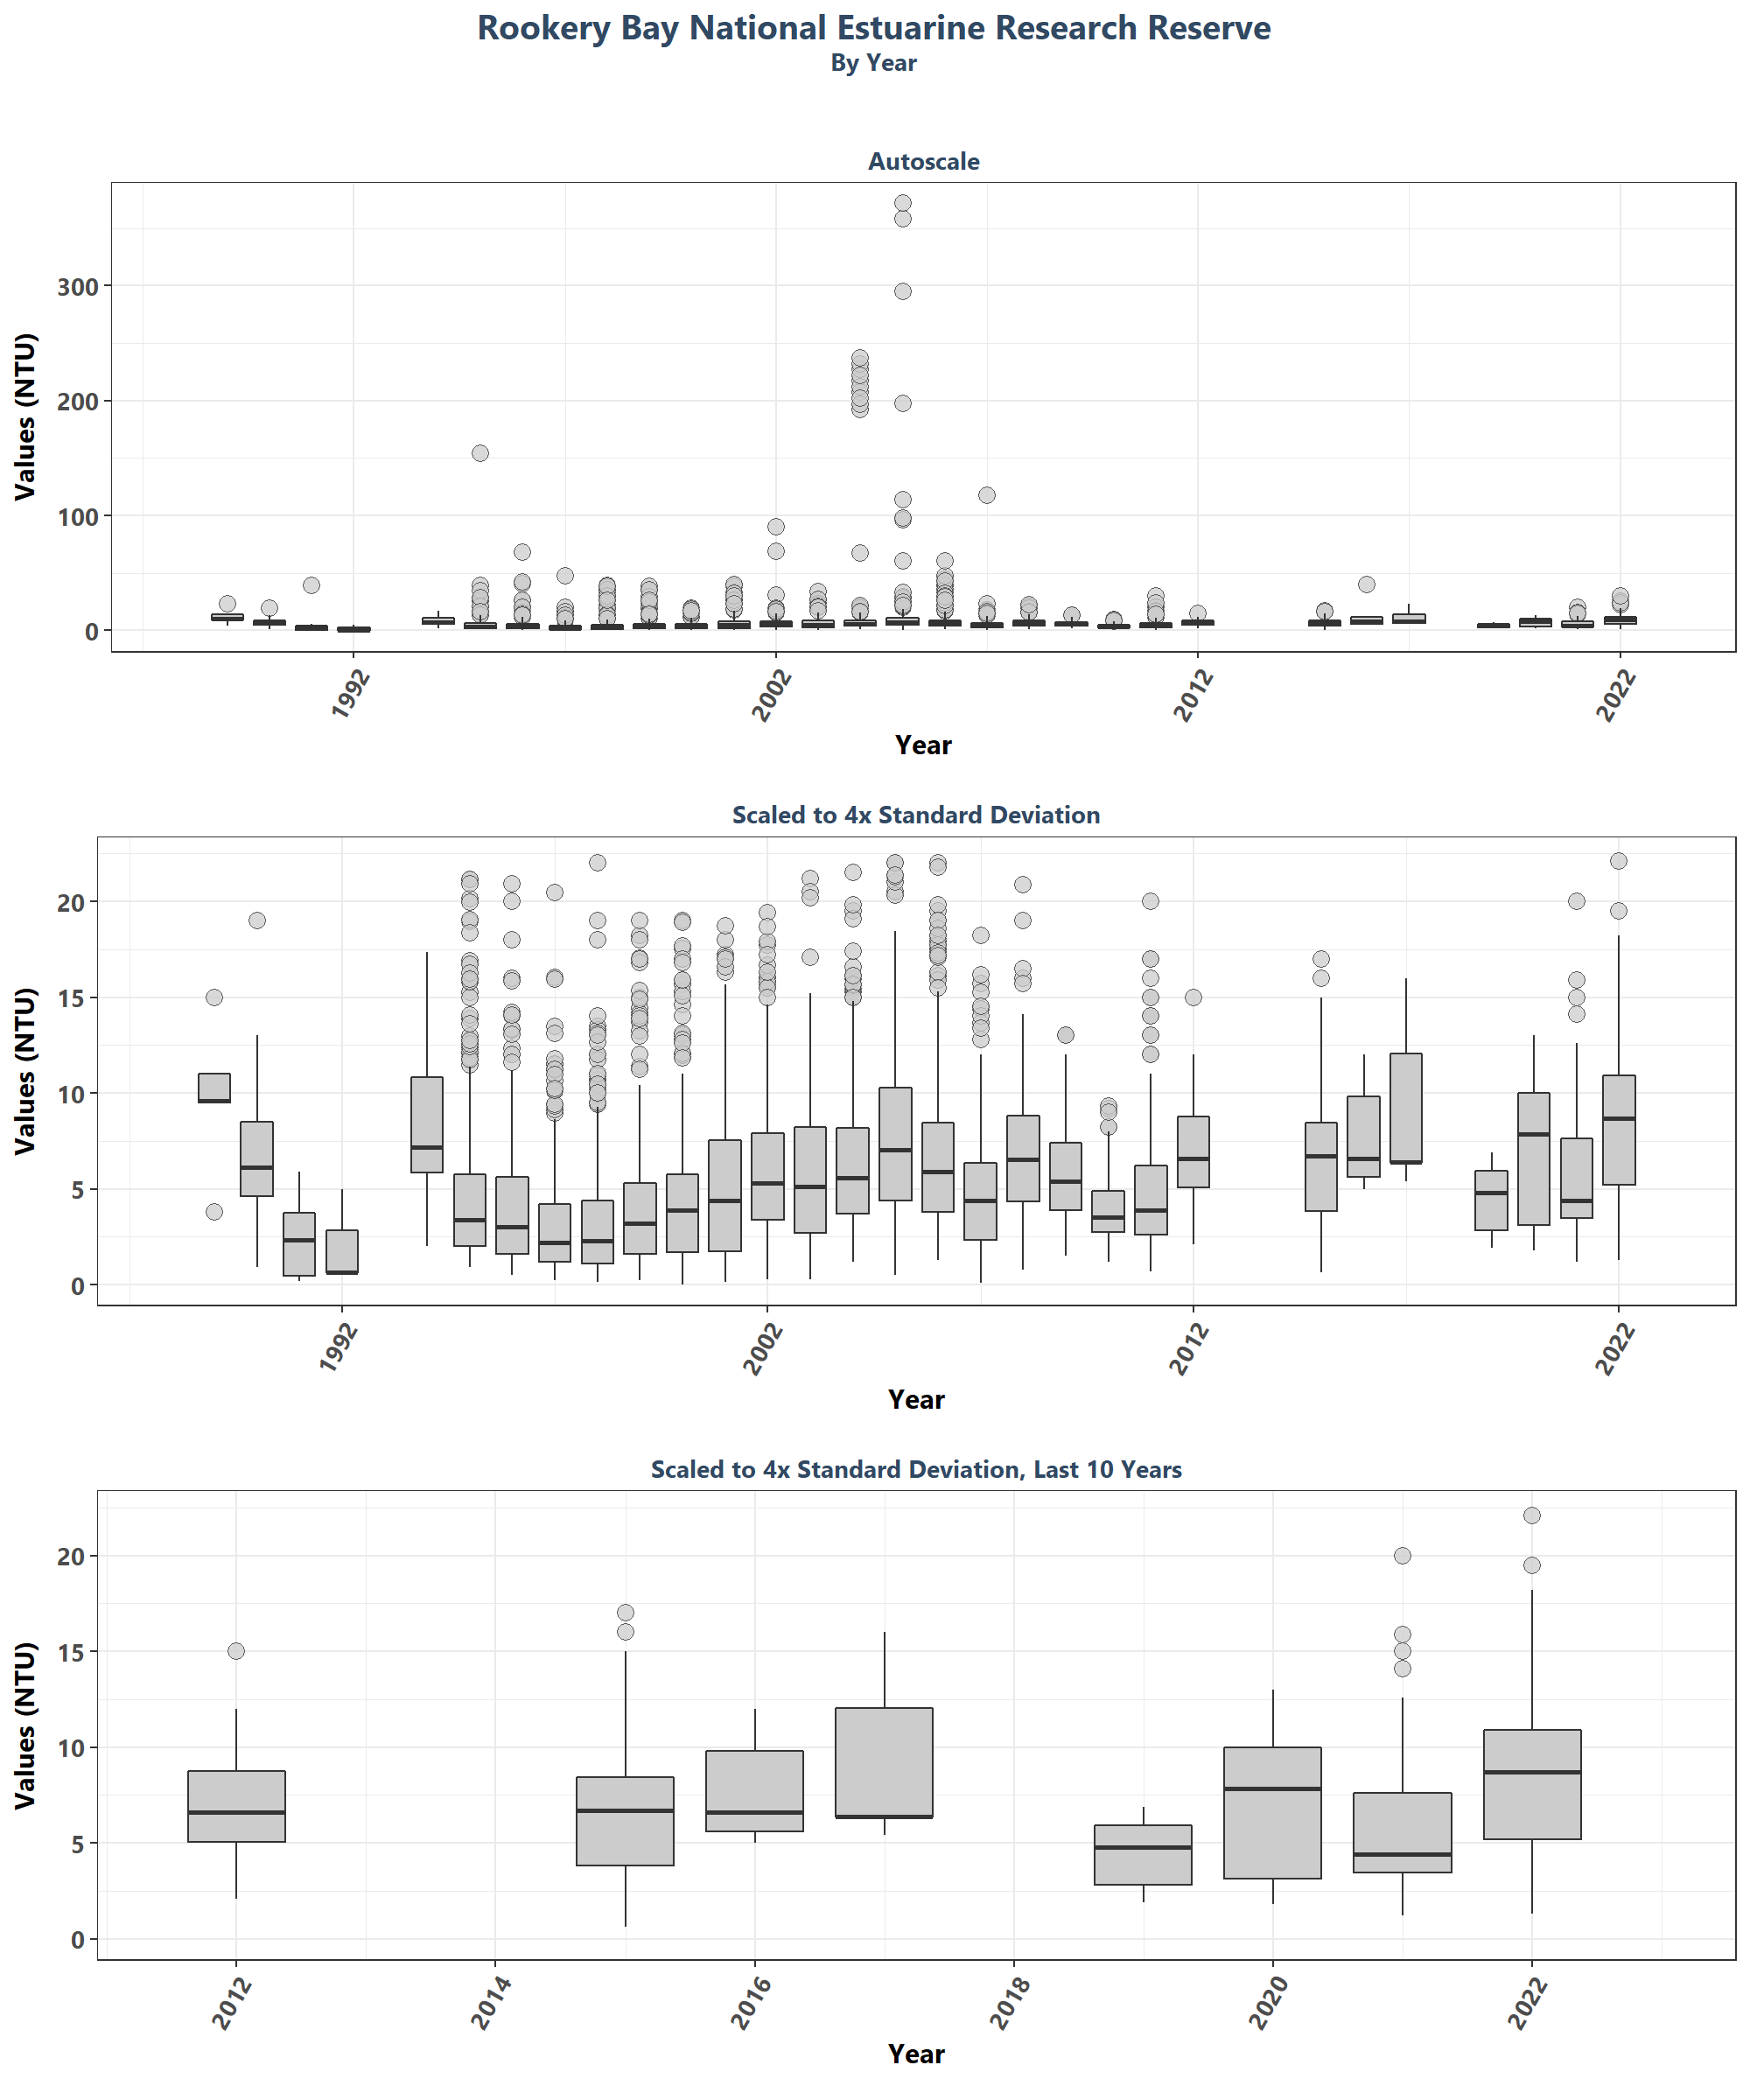 Rookery Bay National Estuarine Research Reserve
By Year
Autoscale
Values (NTU)
300
200
100
0
1992
2002
2012
2022
Year
Scaled to 4x Standard Deviation
Values (NTU)
20
15
10
5
0
1992
2002
2012
2022
Year
Scaled to 4x Standard Deviation, Last 10 Years
Values (NTU)
20
15
10
5
0
2012
2014
2016
2018
2020
2022
Year